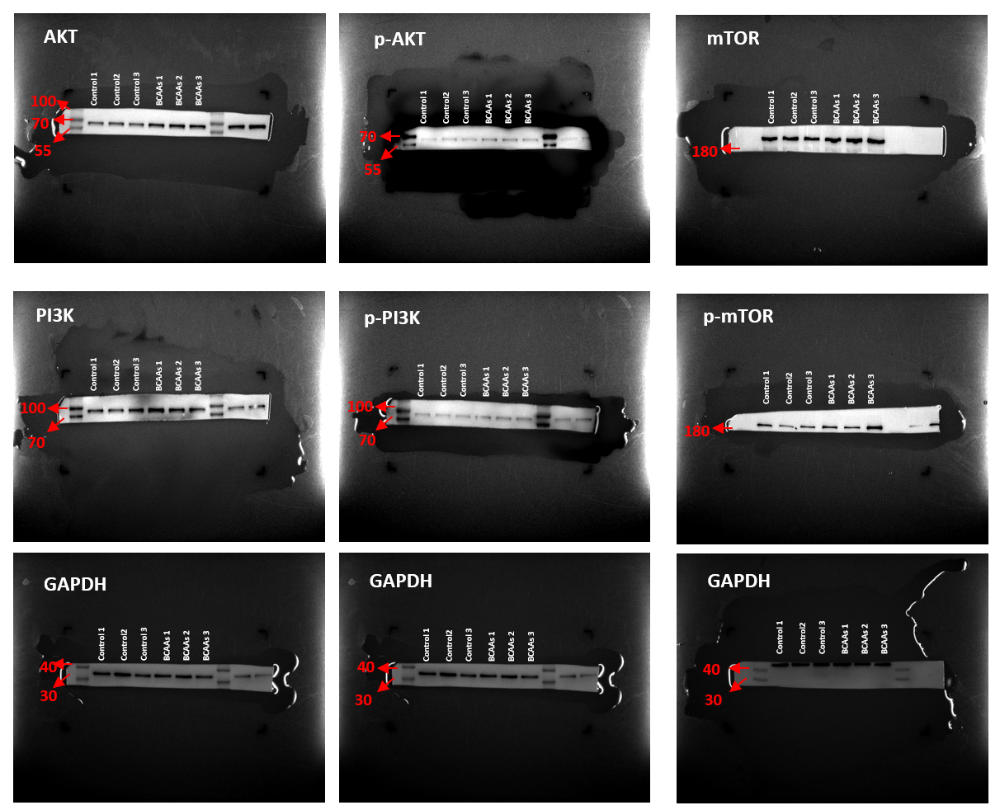 AKT
Control 1
Control2
Control 3
BCAAs 1
BCAAs 2
BCAAs 3
100
70
55
p-AKT
Control 1
Control2
Control 3
BCAAs 1
BCAAs 2
BCAAs 3
70
55
mTOR
Control 1
Control2
Control 3
BCAAs 1
BCAAs 2
BCAAs 3
180
PI3K
Control 1
Control2
Control 3
BCAAs 1
BCAAs 2
BCAAs 3
100
70
p-PI3K
Control 1
Control2
Control 3
BCAAs 1
BCAAs 2
BCAAs 3
100
70
p-mTOR
Control 1
Control2
Control 3
BCAAs 1
BCAAs 2
BCAAs 3
180
GAPDH
Control 1
Control2
Control 3
BCAAs 1
BCAAs 2
BCAAs 3
40
30
GAPDH
Control 1
Control2
Control 3
BCAAs 1
BCAAs 2
BCAAs 3
40
30
GAPDH
Control 1
Control2
Control 3
BCAAs 1
BCAAs 2
BCAAs 3
40
30